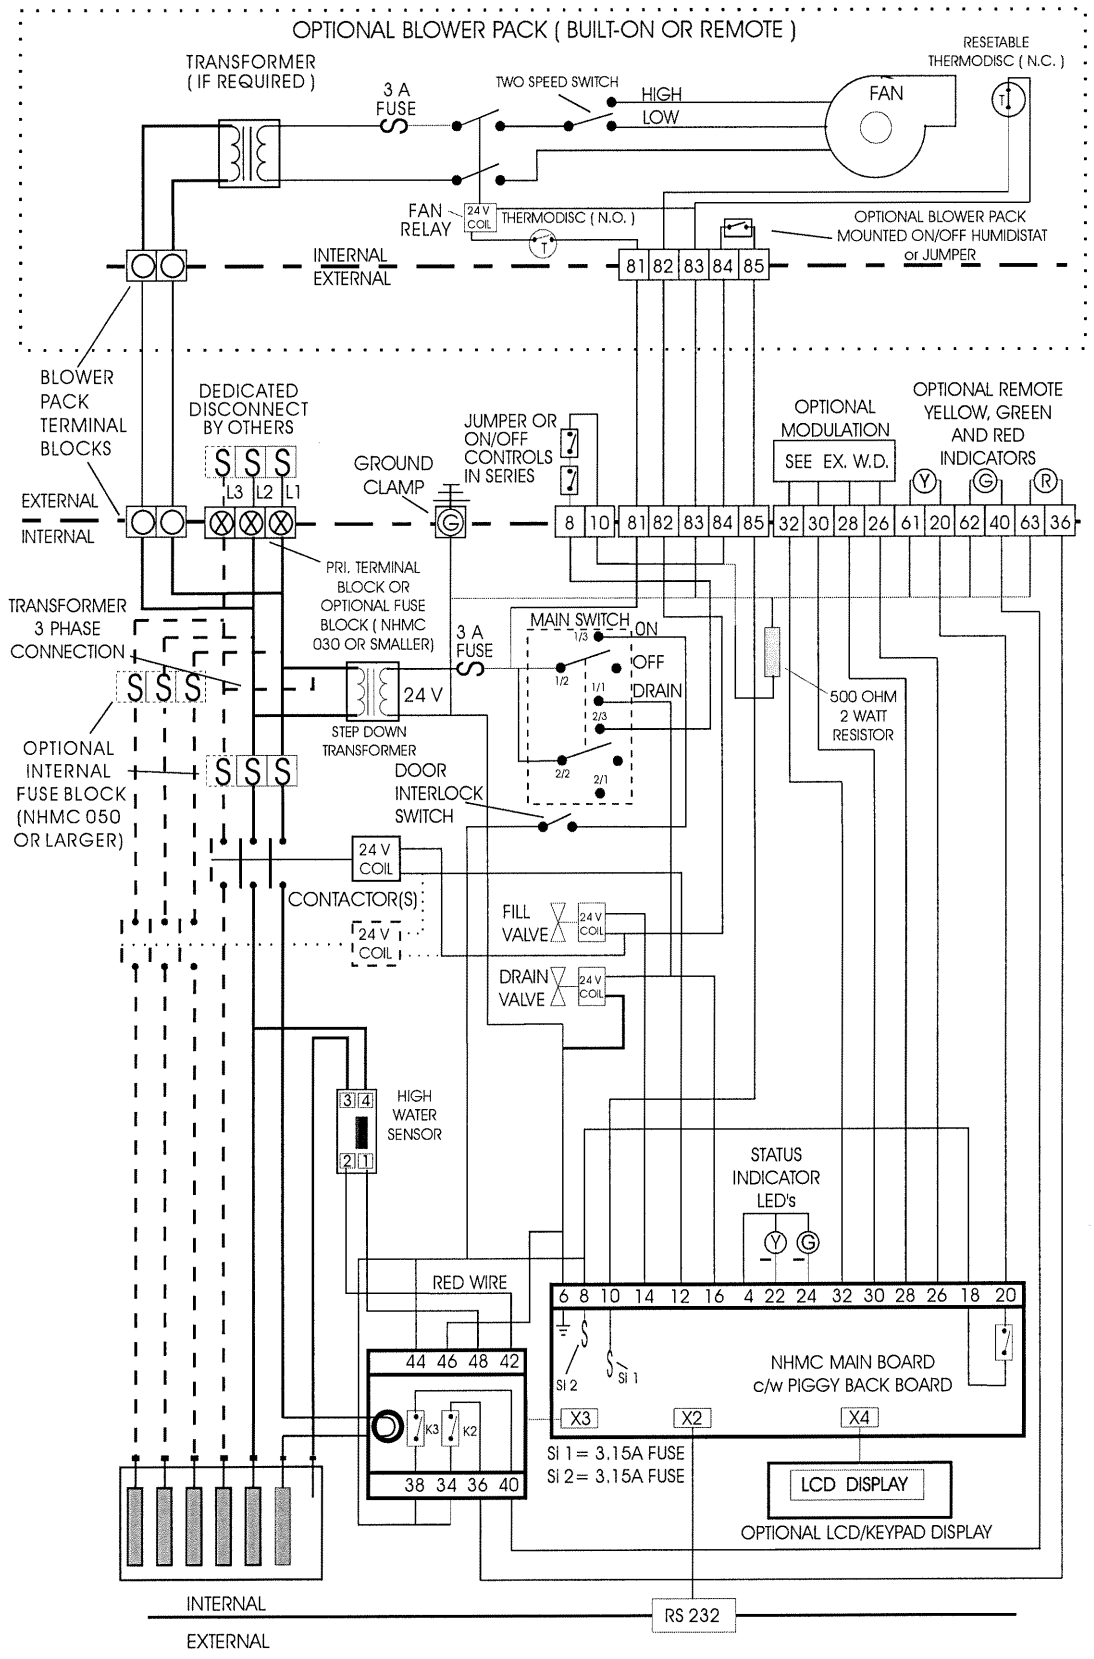 OPTIONAL BLOWER PACK ( BUILT-ON OR REMOTE )
TRANSFORMER
( IF REQUIRED )
3 A
FUSE
TWO SPEED SWITCH
HIGH
LOW
FAN
RESETABLE
THERMODISC ( N.C. )
T
FAN
RELAY
24 V
COIL
THERMODISC ( N.O. )
T
OPTIONAL BLOWER PACK
MOUNTED ON/OFF HUMIDISTAT
or JUMPER
INTERNAL
EXTERNAL
81 82 83 84 85
BLOWER
PACK
TERMINAL
BLOCKS
DEDICATED
DISCONNECT
BY OTHERS
S S S
L3 L2 L1
GROUND
CLAMP
G
JUMPER OR
ON/OFF
CONTROLS
IN SERIES
OPTIONAL
MODULATION
SEE EX. W.D.
OPTIONAL REMOTE
YELLOW, GREEN
AND RED
INDICATORS
Y G R
EXTERNAL
INTERNAL
8 10 81 82 83 84 85 32 30 28 26 61 20 62 40 63 36
PRI. TERMINAL
BLOCK OR
OPTIONAL FUSE
BLOCK ( NHMC
030 OR SMALLER)
TRANSFORMER
3 PHASE
CONNECTION
S S S
24 V
STEP DOWN
TRANSFORMER
3 A
FUSE
MAIN SWITCH
1/3
ON
1/2
OFF
1/1
DRAIN
2/3
2/2
2/1
500 OHM
2 WATT
RESISTOR
OPTIONAL
INTERNAL
FUSE BLOCK
(NHMC 050
OR LARGER)
S S S
DOOR
INTERLOCK
SWITCH
24 V
COIL
CONTACTOR(S)
24 V
COIL
FILL
VALVE
24 V
COIL
DRAIN
VALVE
24 V
COIL
3 4
2 1
HIGH
WATER
SENSOR
STATUS
INDICATOR
LED's
Y G
RED WIRE
6 8 10 14 12 16 4 22 24 32 30 28 26 18 20
SI 2
SI 1
NHMC MAIN BOARD
c/w PIGGY BACK BOARD
X3 X2 X4
44 46 48 42
K3 K2
38 34 36 40
SI 1 = 3.15A FUSE
SI 2 = 3.15A FUSE
LCD DISPLAY
OPTIONAL LCD/KEYPAD DISPLAY
INTERNAL
EXTERNAL
RS 232